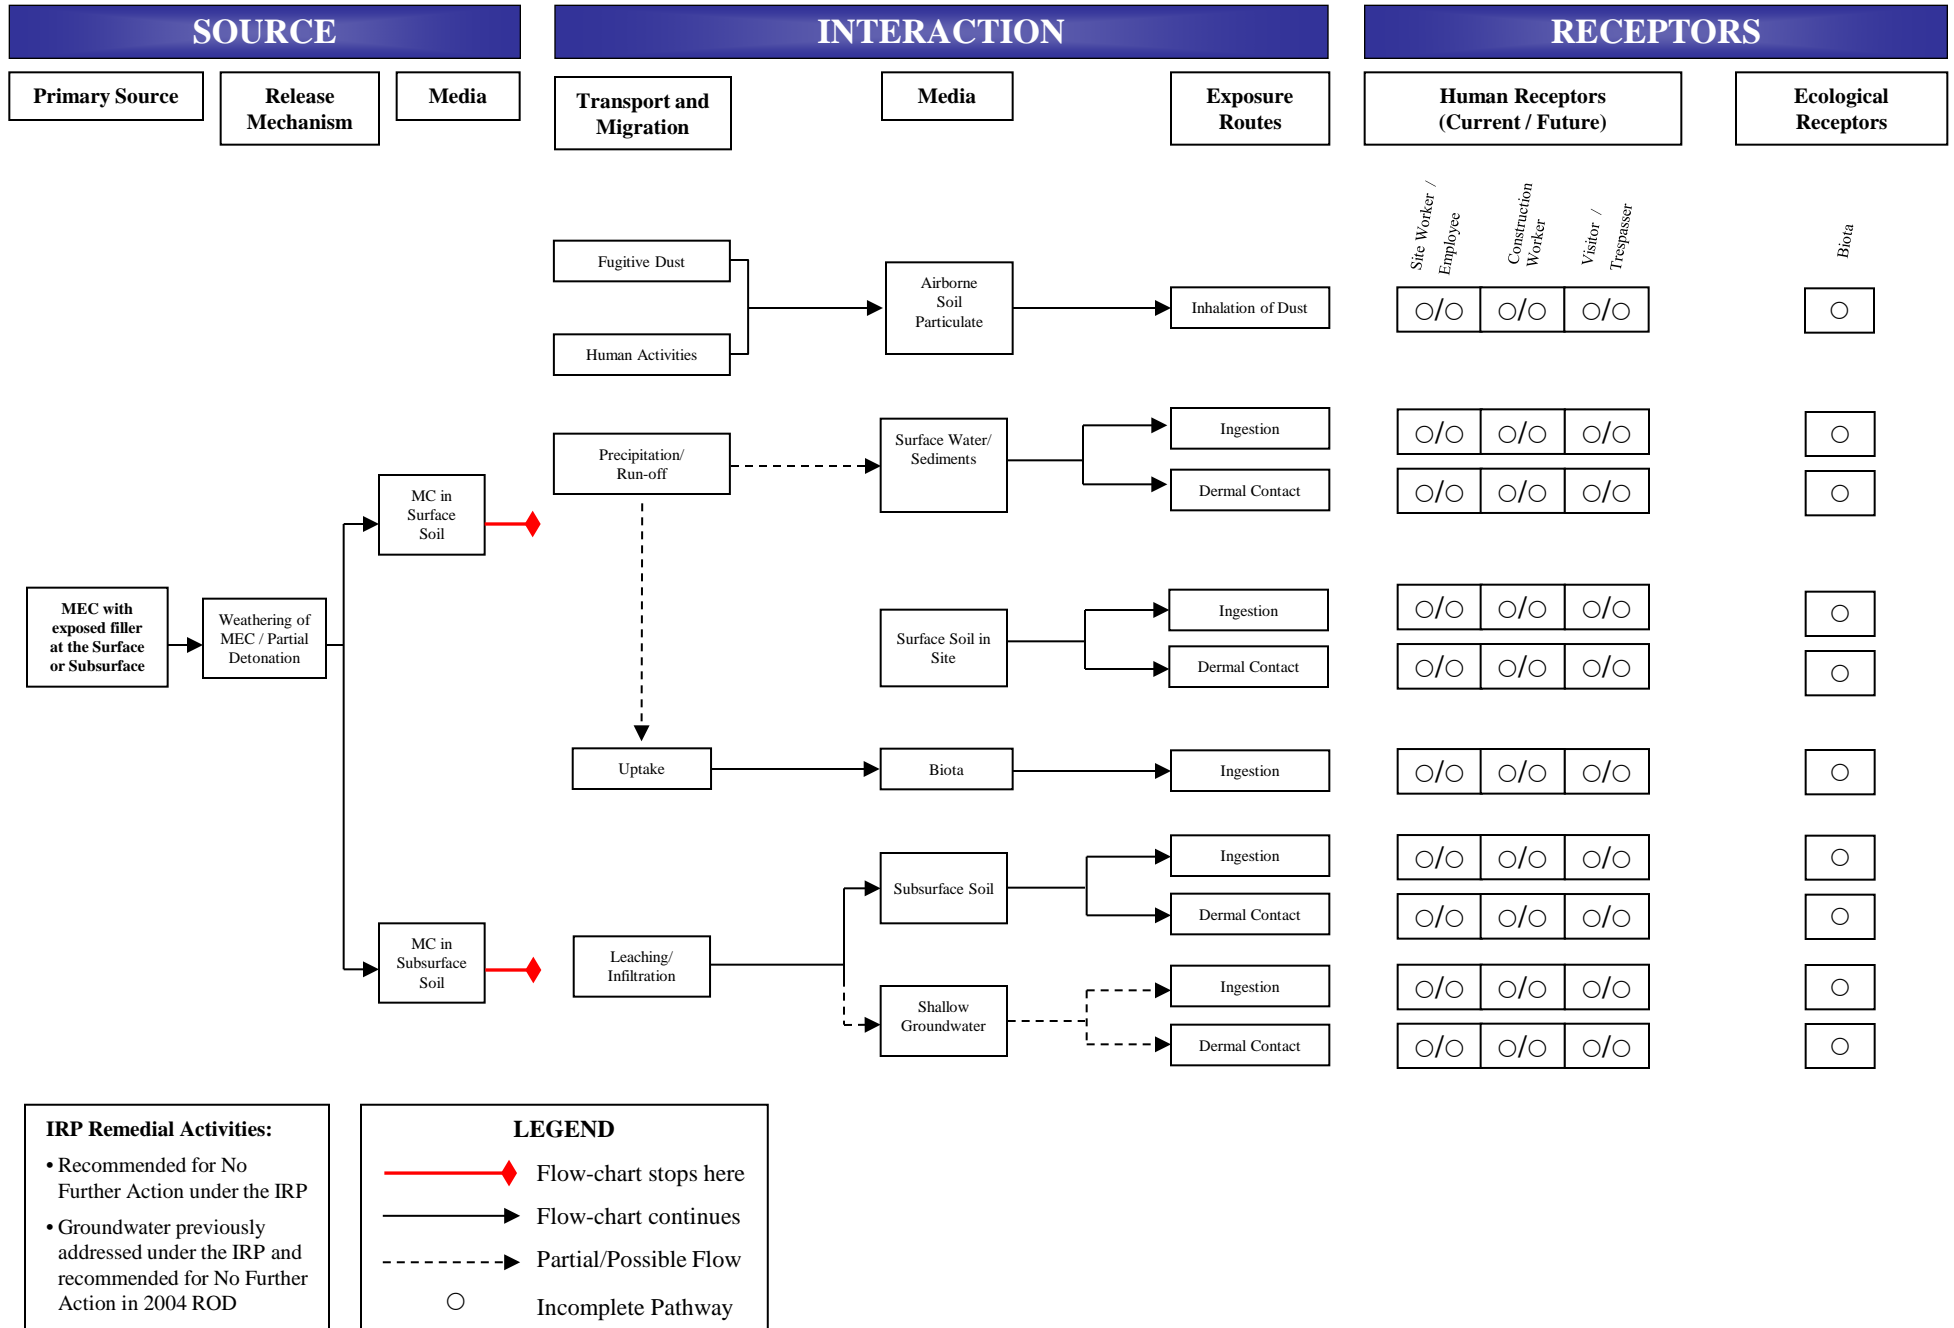 SOURCE
INTERACTION
RECEPTORS
Primary Source
Release
Mechanism
Media
Transport and
Migration
Media
Exposure
Routes
Human Receptors
(Current / Future)
Ecological
Receptors
Site Worker /
Employee
Construction
Worker
Visitor /
Trespasser
Biota
Fugitive Dust
Human Activities
Airborne
Soil
Particulate
Inhalation of Dust
○/○ ○/○ ○/○ ○
Precipitation/
Run-off
Surface Water/
Sediments
Ingestion
○/○ ○/○ ○/○ ○
Dermal Contact
○/○ ○/○ ○/○ ○
MC in
Surface
Soil
MEC with
exposed filler
at the Surface
or Subsurface
Weathering of
MEC / Partial
Detonation
Surface Soil in
Site
Ingestion
○/○ ○/○ ○/○ ○
Dermal Contact
○/○ ○/○ ○/○ ○
Uptake
Biota
Ingestion
○/○ ○/○ ○/○ ○
MC in
Subsurface
Soil
Leaching/
Infiltration
Subsurface Soil
Ingestion
○/○ ○/○ ○/○ ○
Dermal Contact
○/○ ○/○ ○/○ ○
Shallow
Groundwater
Ingestion
○/○ ○/○ ○/○ ○
Dermal Contact
○/○ ○/○ ○/○ ○
IRP Remedial Activities:
• Recommended for No
Further Action under the IRP
• Groundwater previously
addressed under the IRP and
recommended for No Further
Action in 2004 ROD
LEGEND
Flow-chart stops here
Flow-chart continues
Partial/Possible Flow
○ Incomplete Pathway